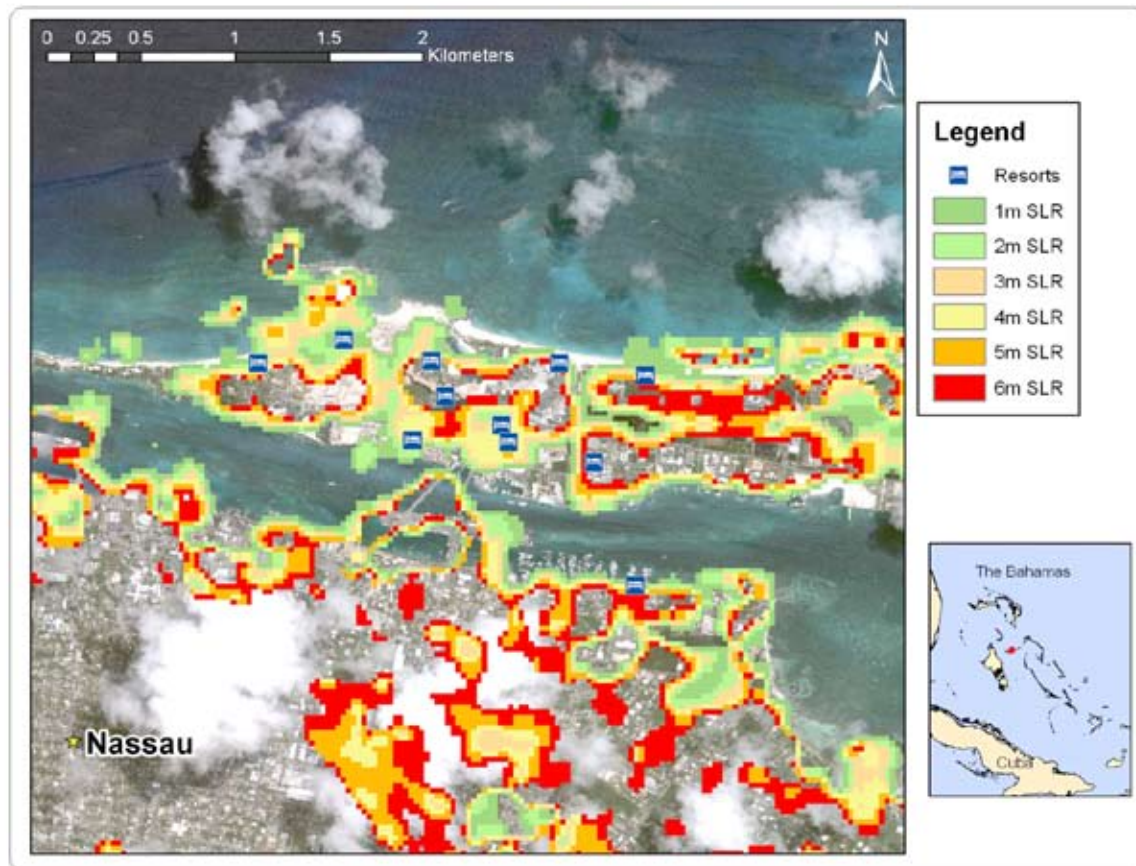 0 0.25 0.5 1 1.5 2
Kilometers
N
Nassau
Legend
Resorts
1m SLR
2m SLR
3m SLR
4m SLR
5m SLR
6m SLR
The Bahamas
Cuba